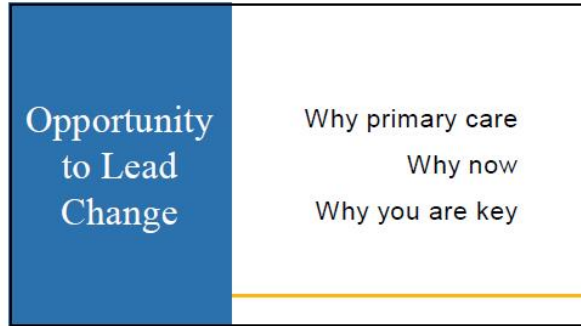 Opportunity
to Lead
Change
Why primary care
Why now
Why you are key